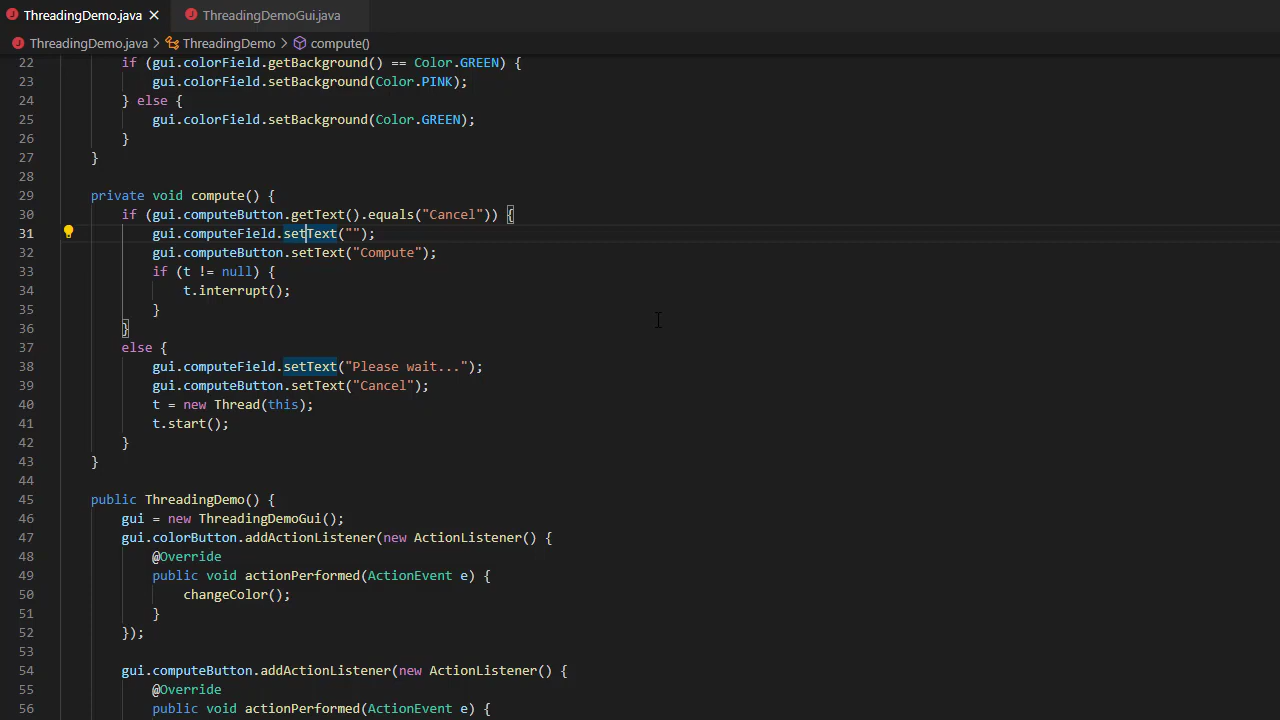 ThreadingDemo.java ThreadingDemoGui.java
ThreadingDemo.java > ThreadingDemo > compute()
22 if (gui.colorField.getBackground() == Color.GREEN) {
23 gui.colorField.setBackground(Color.PINK);
24 } else {
25 gui.colorField.setBackground(Color.GREEN);
26 }
27 }
28
29 private void compute() {
30 if (gui.computeButton.getText().equals("Cancel")) {
31 gui.computeField.setText("");
32 gui.computeButton.setText("Compute");
33 if (t != null) {
34 t.interrupt();
35 }
36 }
37 else {
38 gui.computeField.setText("Please wait...");
39 gui.computeButton.setText("Cancel");
40 t = new Thread(this);
41 t.start();
42 }
43 }
44
45 public ThreadingDemo() {
46 gui = new ThreadingDemoGui();
47 gui.colorButton.addActionListener(new ActionListener() {
48 @Override
49 public void actionPerformed(ActionEvent e) {
50 changeColor();
51 }
52 });
53
54 gui.computeButton.addActionListener(new ActionListener() {
55 @Override
56 public void actionPerformed(ActionEvent e) {